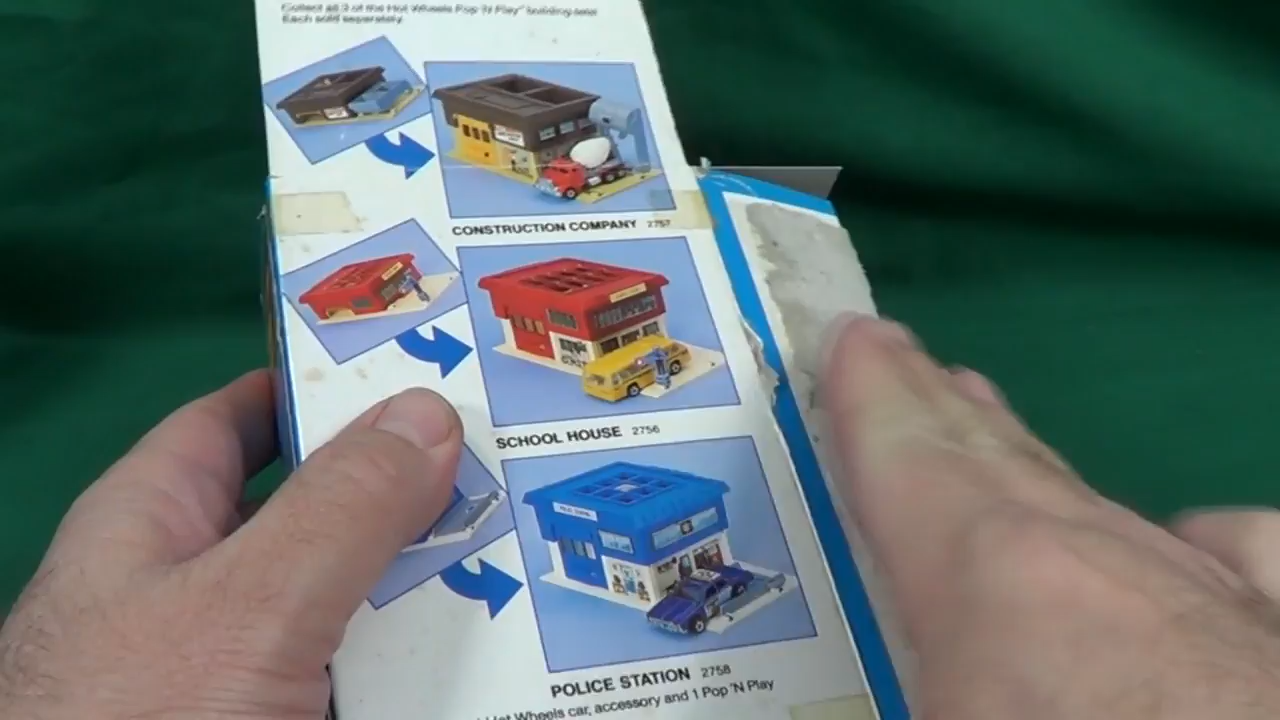 Collect all 3 of the Hot Wheels Pop 'N Play™ building sets
Each sold separately
CONSTRUCTION COMPANY 2757
SCHOOL HOUSE 2756
POLICE STATION 2758
Hot Wheels car, accessory and 1 Pop 'N Play